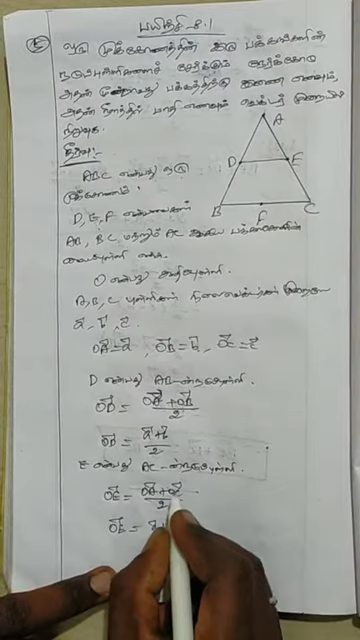 பயிற்சி - 8.1
ஒரு முக்கோணத்தின் இரு பக்கங்களின்
நடுப்புள்ளிகளைச் சேர்க்கும் நேர்க்கோடு
அதன் மூன்றாவது பக்கத்திற்கு இணை எனவும்,
அதன் நீளத்தில் பாதி எனவும் வெக்டர் முறையில்
நிறுவுக.
தீர்வு:-
A
ABC என்பது ஒரு
D E
முக்கோணம்
D, E, F என்பவைகள்
B F C
AB, BC மற்றும் AC ஆகிய பக்கங்களின்
மையப்புள்ளி என்க.
O என்பது ஆதிப்புள்ளி.
A, B, C புள்ளிகளின் நிலைவெக்டர்கள் முறையே
a⃗, b⃗, c⃗.
OA⃗ = a⃗, OB⃗ = b⃗, OC⃗ = c⃗
D என்பது AB-ன் நடுப்புள்ளி.
OD⃗ = (OA⃗ + OB⃗)/2
OD⃗ = (a⃗ + b⃗)/2
E என்பது AC-ன் நடுப்புள்ளி.
OE⃗ = (OA⃗ + OC⃗)/2
OE⃗ = a⃗ +